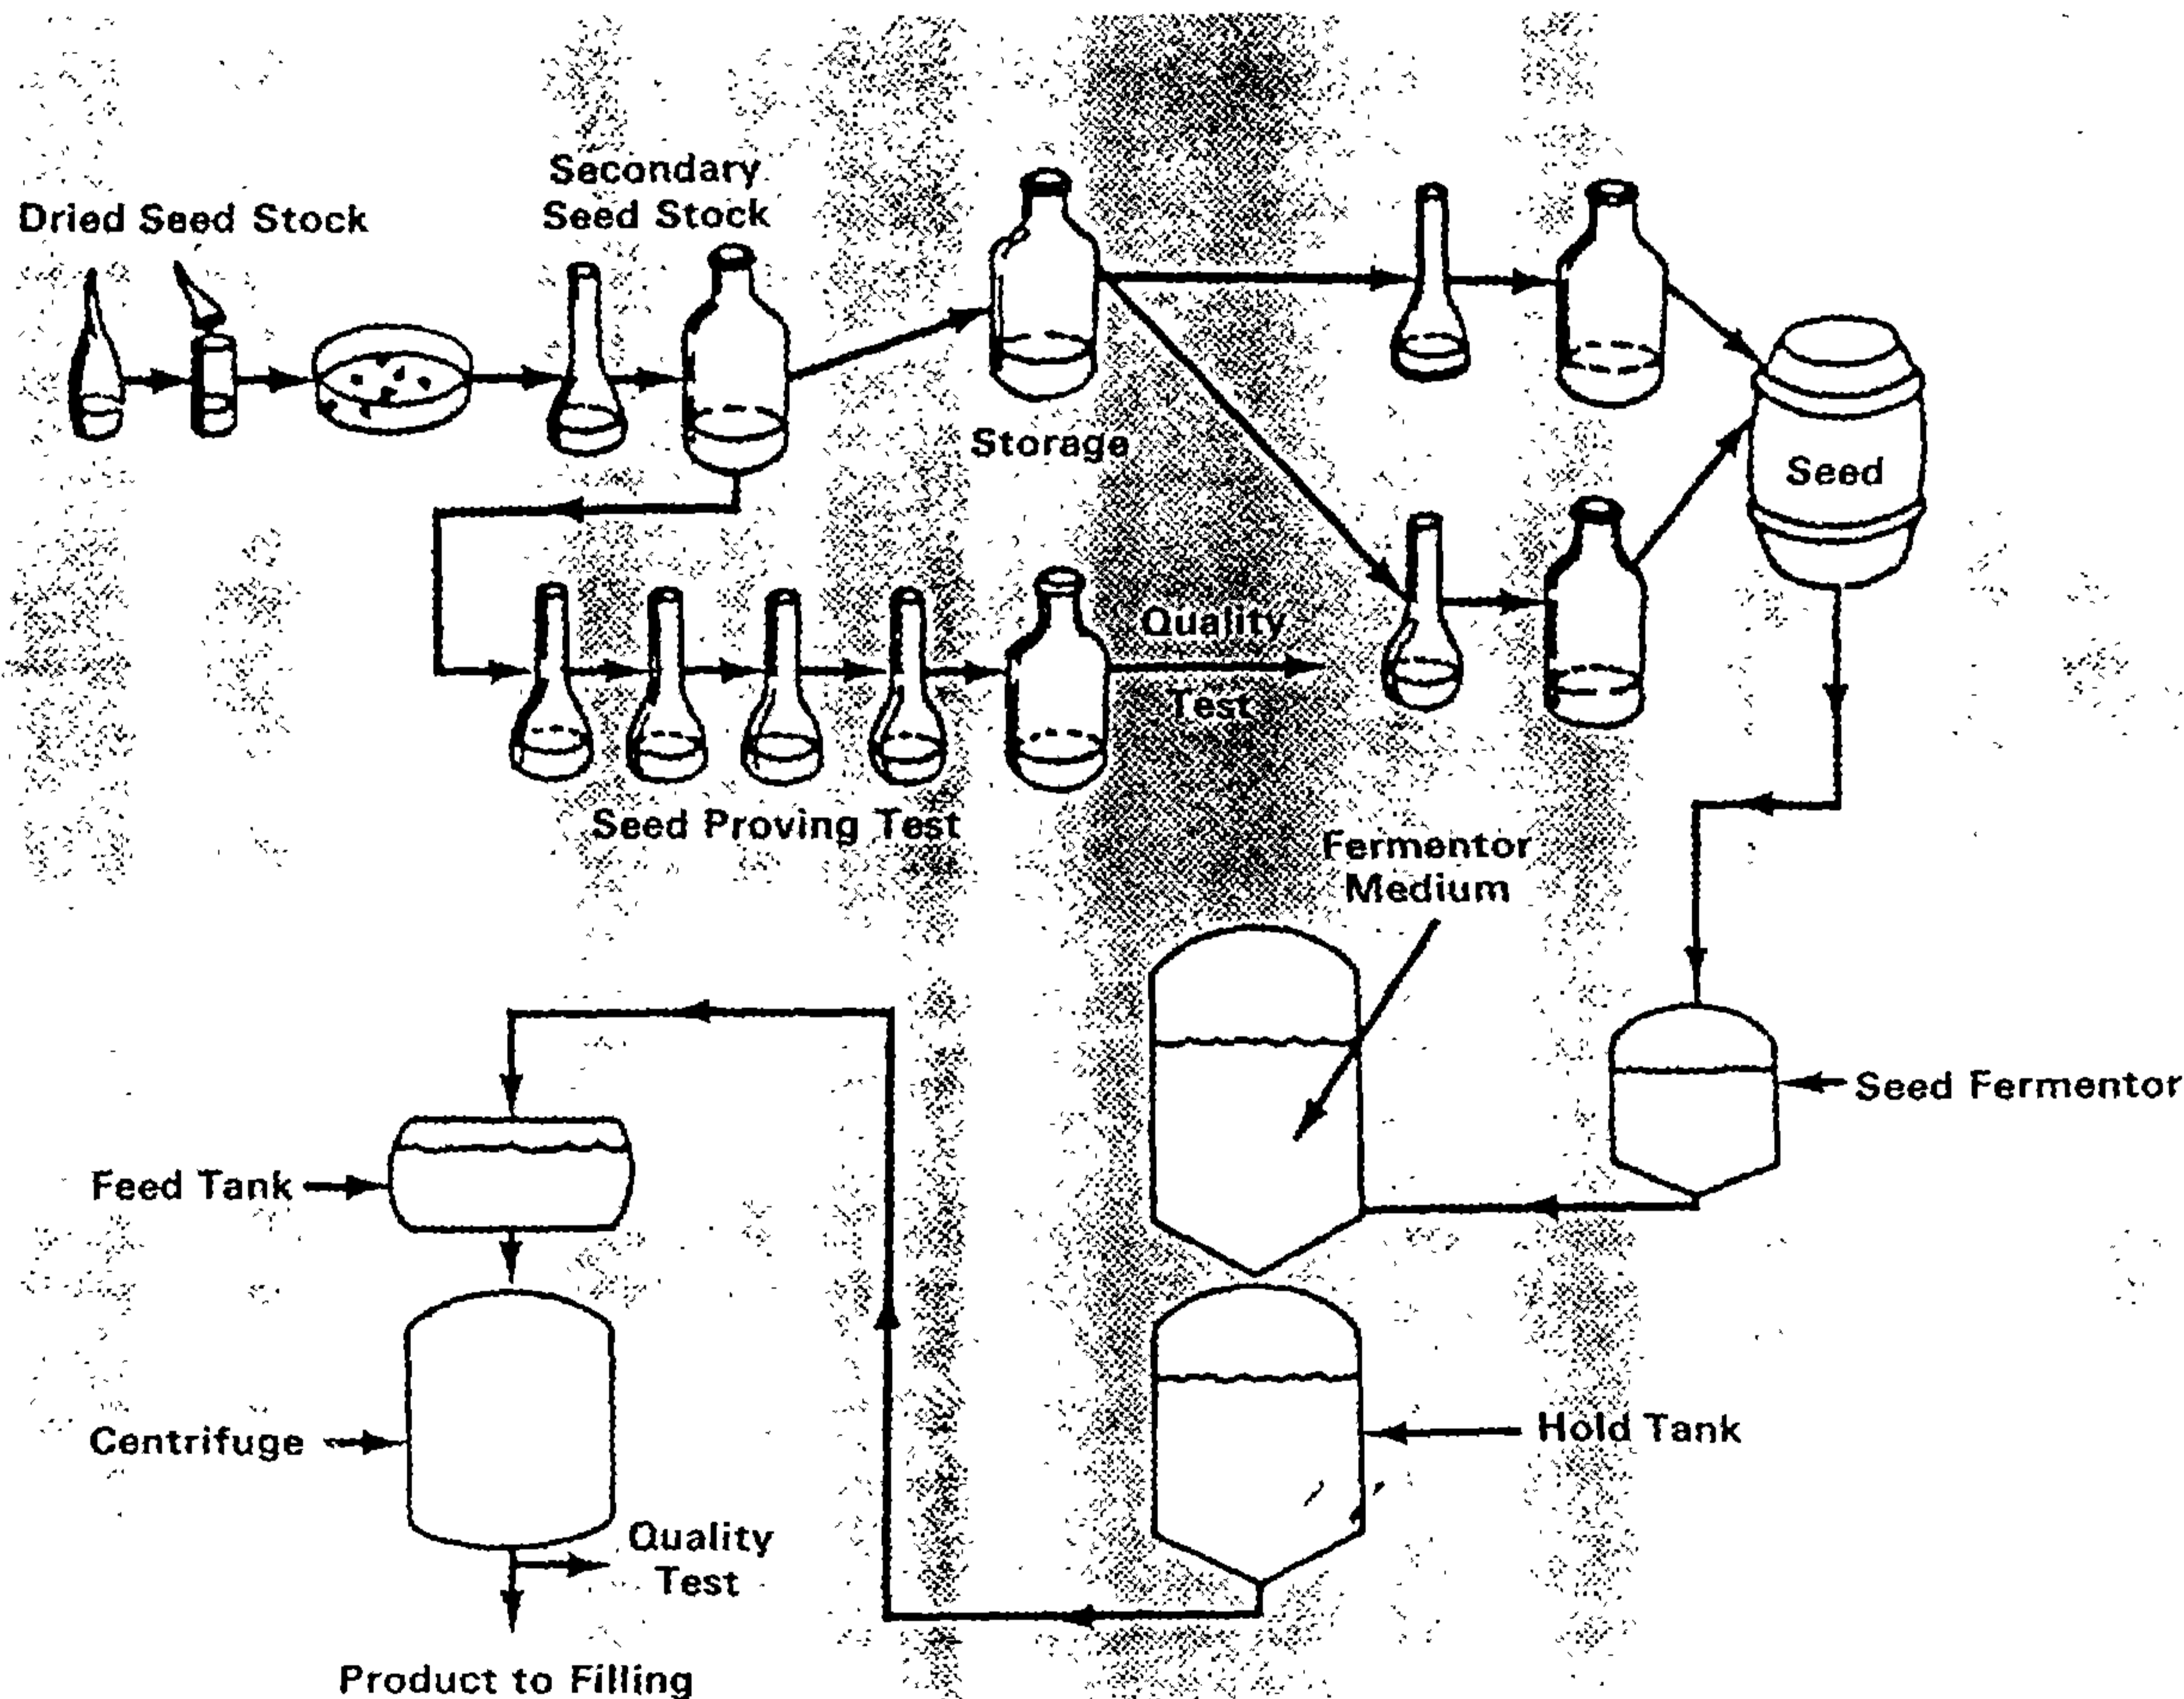 Dried Seed Stock
Secondary
Seed Stock
Storage
Seed
Quality
Test
Seed Proving Test
Fermentor
Medium
Seed Fermentor
Feed Tank
Hold Tank
Centrifuge
Quality
Test
Product to Filling